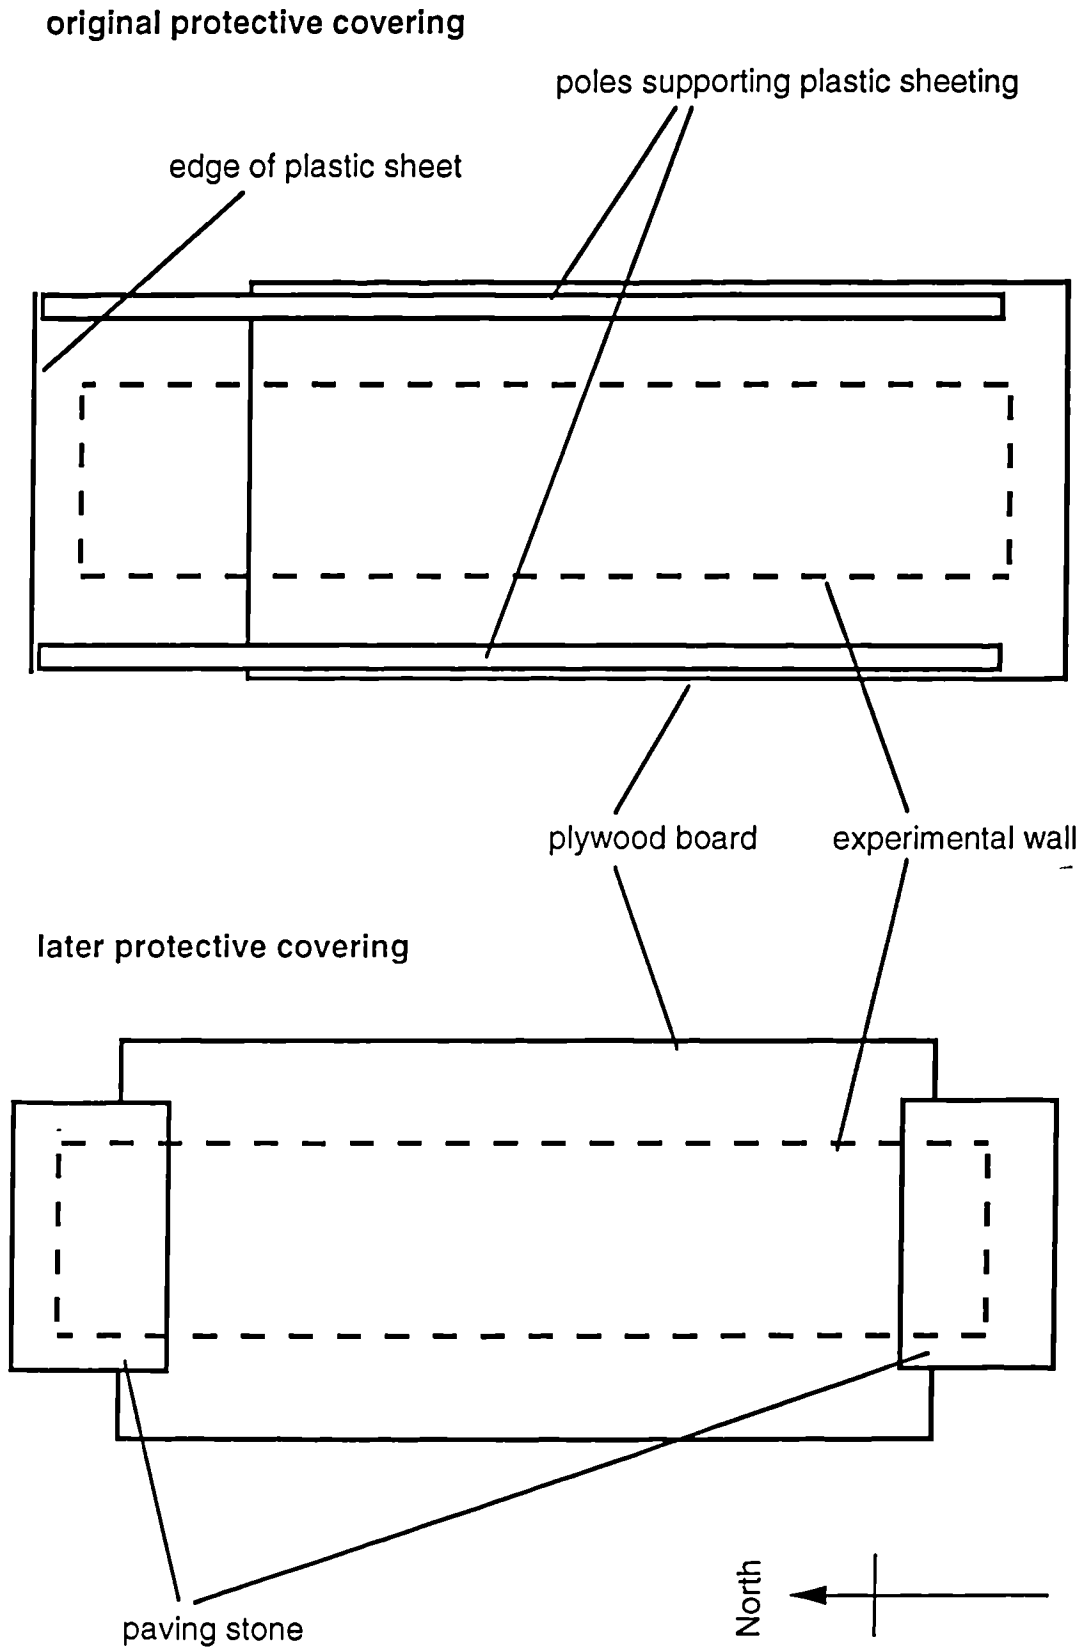 original protective covering
poles supporting plastic sheeting
edge of plastic sheet
plywood board
experimental wall
later protective covering
North
paving stone